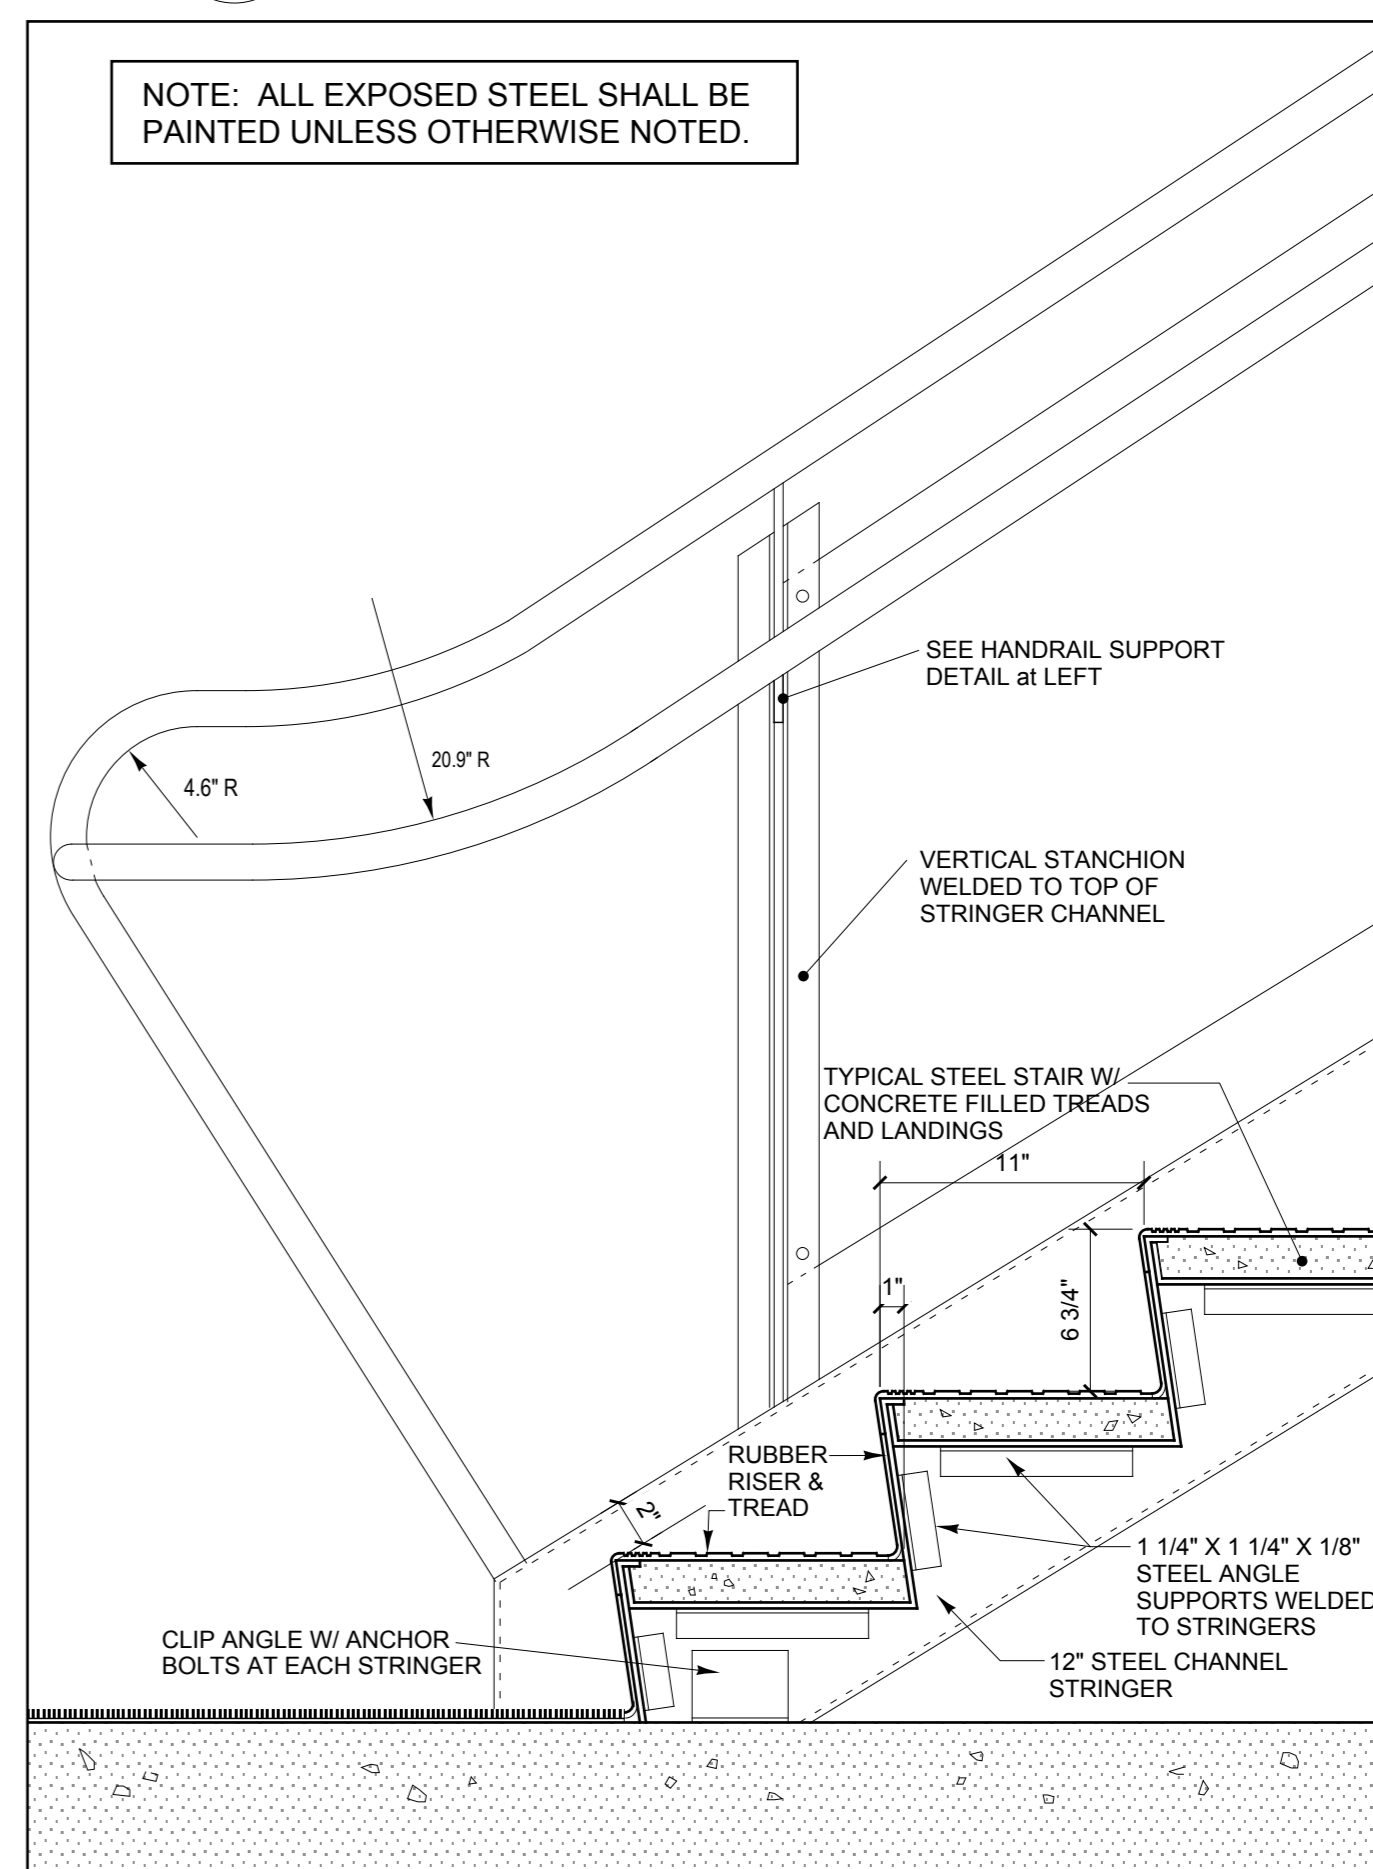 NOTE: ALL EXPOSED STEEL SHALL BE
PAINTED UNLESS OTHERWISE NOTED.
SEE HANDRAIL SUPPORT
DETAIL at LEFT
20.9" R
4.6" R
VERTICAL STANCHION
WELDED TO TOP OF
STRINGER CHANNEL
TYPICAL STEEL STAIR W/
CONCRETE FILLED TREADS
AND LANDINGS
11"
1"
6 3/4"
RUBBER
RISER &
TREAD
2"
1 1/4" X 1 1/4" X 1/8"
STEEL ANGLE
SUPPORTS WELDED
TO STRINGERS
CLIP ANGLE W/ ANCHOR
BOLTS AT EACH STRINGER
12" STEEL CHANNEL
STRINGER